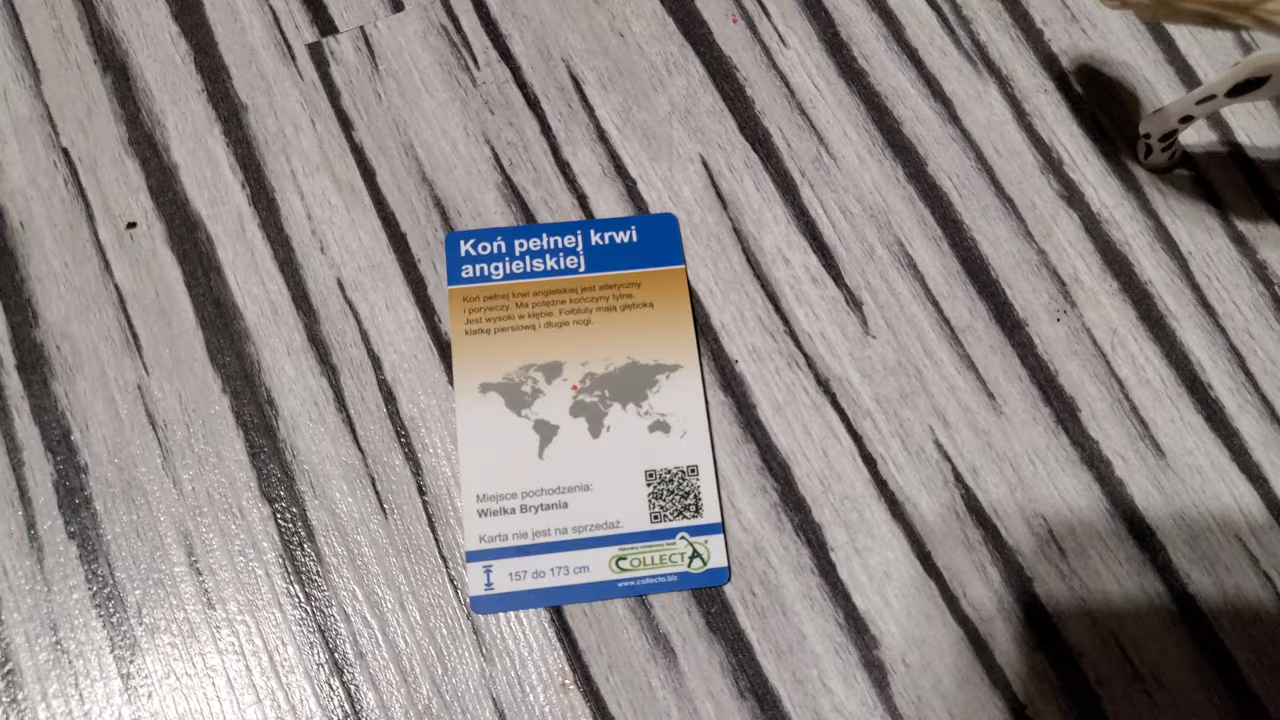 Koń pełnej krwi
angielskiej
Koń pełnej krwi angielskiej jest atletyczny
i porywczy. Ma potężne kończyny tylne.
Jest wysoki w kłębie. Folbluty mają głęboką
klatkę piersiową i długie nogi.
Miejsce pochodzenia:
Wielka Brytania
Karta nie jest na sprzedaż.
157 do 173 cm
COLLECTA
www.collecta.biz